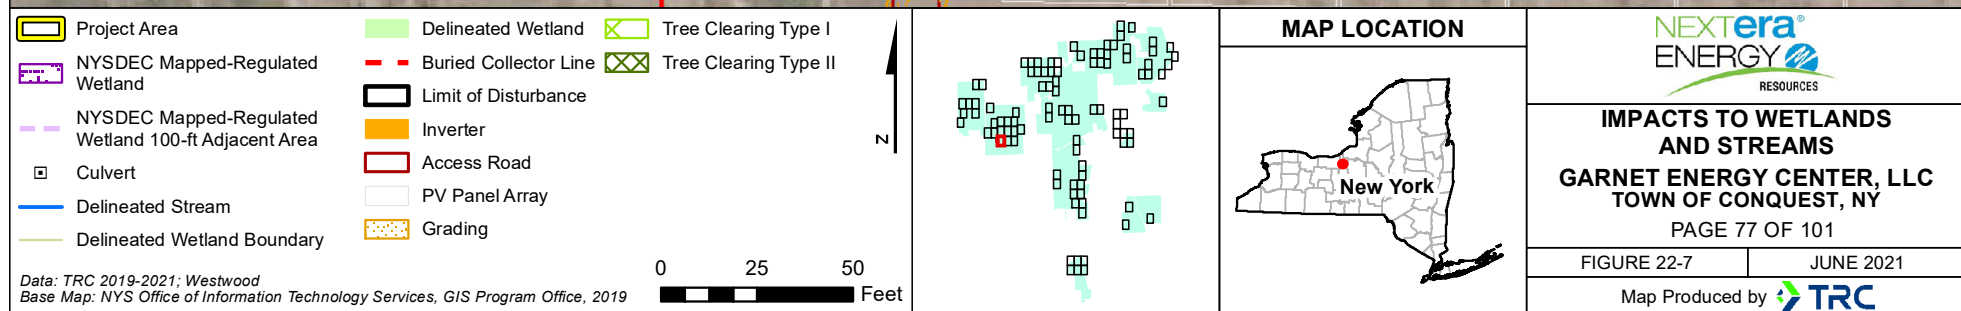 Project Area
NYSDEC Mapped-Regulated
Wetland
NYSDEC Mapped-Regulated
Wetland 100-ft Adjacent Area
Culvert
Delineated Stream
Delineated Wetland Boundary
Delineated Wetland
Buried Collector Line
Limit of Disturbance
Inverter
Access Road
PV Panel Array
Grading
Tree Clearing Type I
Tree Clearing Type II
Data: TRC 2019-2021; Westwood
Base Map: NYS Office of Information Technology Services, GIS Program Office, 2019
0 25 50
Feet
N
MAP LOCATION
New York
NEXTera®
ENERGY
RESOURCES
IMPACTS TO WETLANDS
AND STREAMS
GARNET ENERGY CENTER, LLC
TOWN OF CONQUEST, NY
PAGE 77 OF 101
FIGURE 22-7
JUNE 2021
Map Produced by TRC